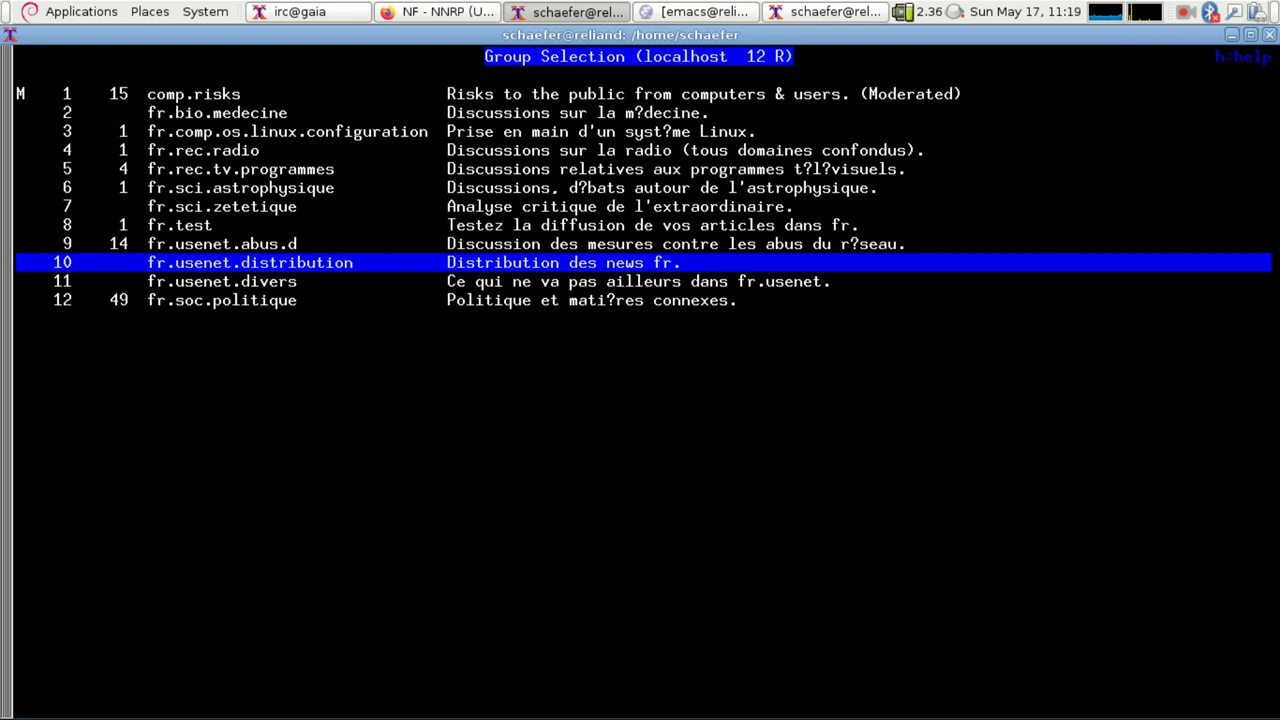 Applications Places System irc@gaia NF - NNRP (U... schaefer@rel... [emacs@reli... schaefer@rel... 2.36 Sun May 17, 11:19
schaefer@reliand: /home/schaefer
Group Selection (localhost 12 R) h=help
M 1 15 comp.risks Risks to the public from computers & users. (Moderated)
2 fr.bio.medecine Discussions sur la m?decine.
3 1 fr.comp.os.linux.configuration Prise en main d'un syst?me Linux.
4 1 fr.rec.radio Discussions sur la radio (tous domaines confondus).
5 4 fr.rec.tv.programmes Discussions relatives aux programmes t?l?visuels.
6 1 fr.sci.astrophysique Discussions, d?bats autour de l'astrophysique.
7 fr.sci.zetetique Analyse critique de l'extraordinaire.
8 1 fr.test Testez la diffusion de vos articles dans fr.
9 14 fr.usenet.abus.d Discussion des mesures contre les abus du r?seau.
10 fr.usenet.distribution Distribution des news fr.
11 fr.usenet.divers Ce qui ne va pas ailleurs dans fr.usenet.
12 49 fr.soc.politique Politique et mati?res connexes.